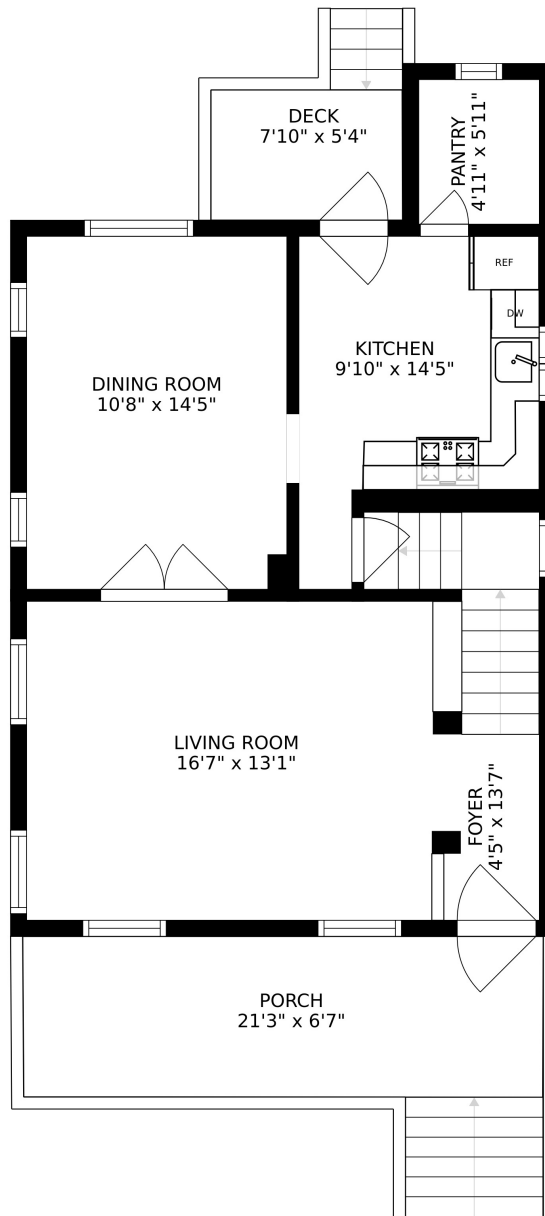 DECK
7'10" x 5'4"
PANTRY
4'11" x 5'11"
REF
DW
KITCHEN
9'10" x 14'5"
DINING ROOM
10'8" x 14'5"
LIVING ROOM
16'7" x 13'1"
FOYER
4'5" x 13'7"
PORCH
21'3" x 6'7"